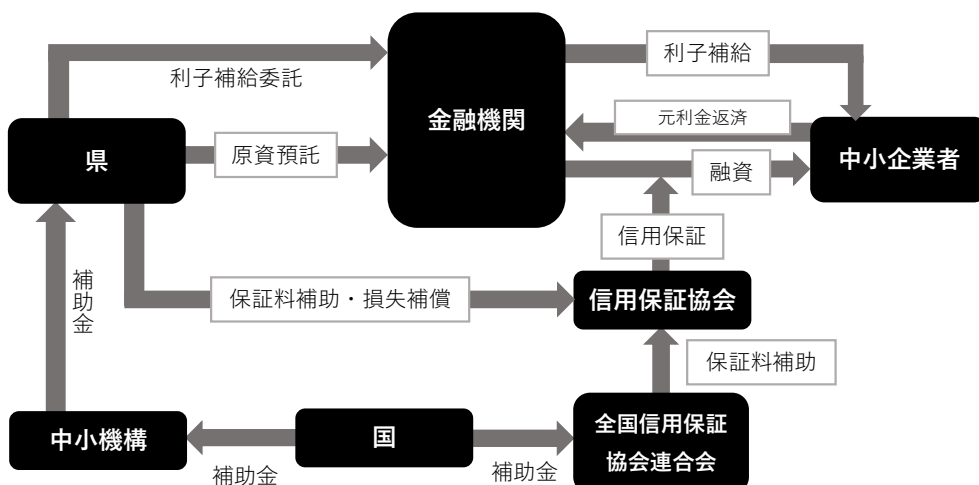 利子補給委託
金融機関
利子補給
元利金返済
県
原資預託
融資
中小企業者
信用保証
補助金
保証料補助・損失補償
信用保証協会
保証料補助
中小機構
国
全国信用保証
協会連合会
補助金
補助金